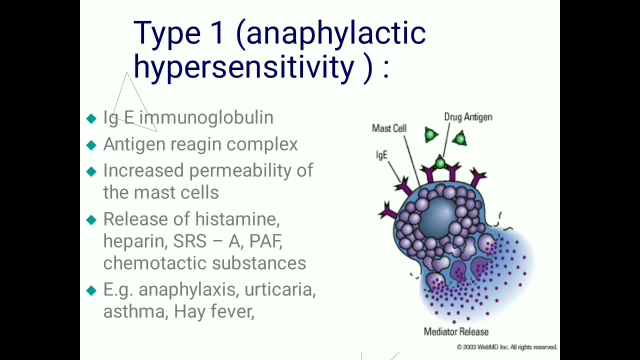 Type 1 (anaphylactic
hypersensitivity ) :
Ig E immunoglobulin
Antigen reagin complex
Increased permeability of
the mast cells
Release of histamine,
heparin, SRS – A, PAF,
chemotactic substances
E.g. anaphylaxis, urticaria,
asthma, Hay fever,
Drug Antigen
Mast Cell
IgE
Mediator Release
© 2003 WebMD Inc. All rights reserved.